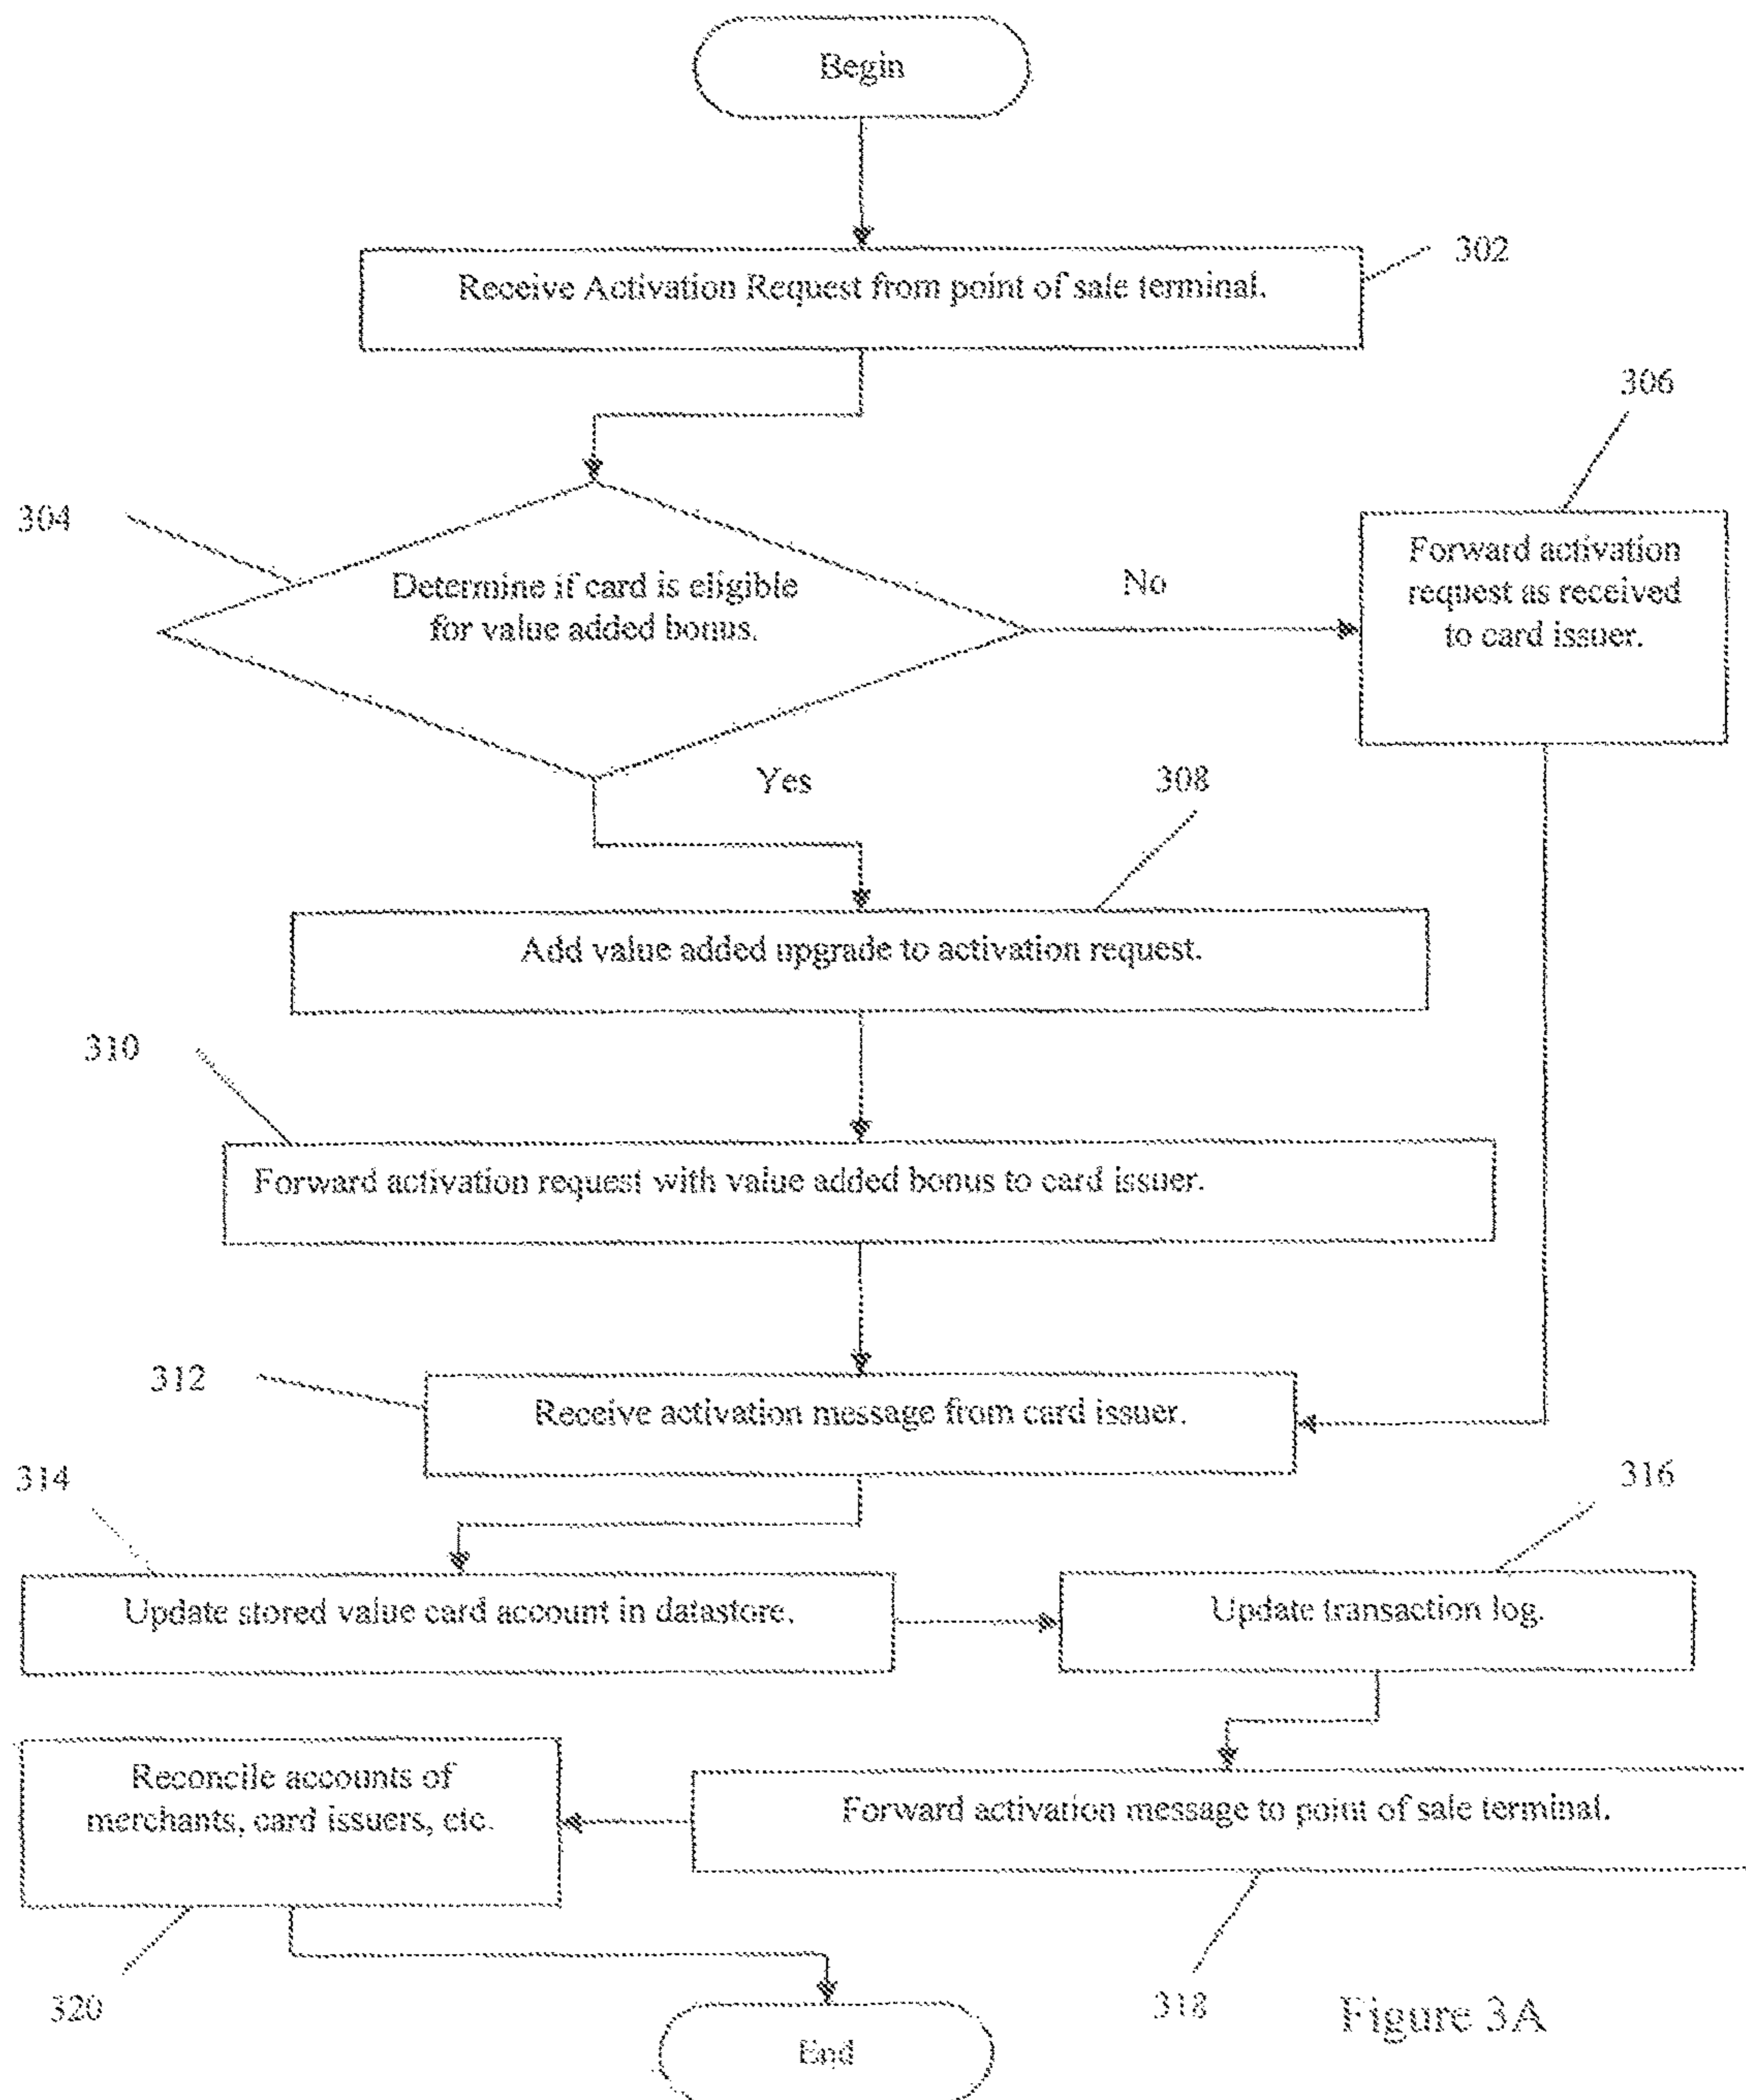 Begin
Receive Activation Request from point of sale terminal.
302
306
304
Determine if card is eligible
for value added bonus.
No
Forward activation
request as received
to card issuer.
Yes
308
Add value added upgrade to activation request.
310
Forward activation request with value added bonus to card issuer.
312
Receive activation message from card issuer.
314
316
Update stored value card account in datastore.
Update transaction log.
Reconcile accounts of
merchants, card issuers, etc.
Forward activation message to point of sale terminal.
320
318
Figure 3A
End